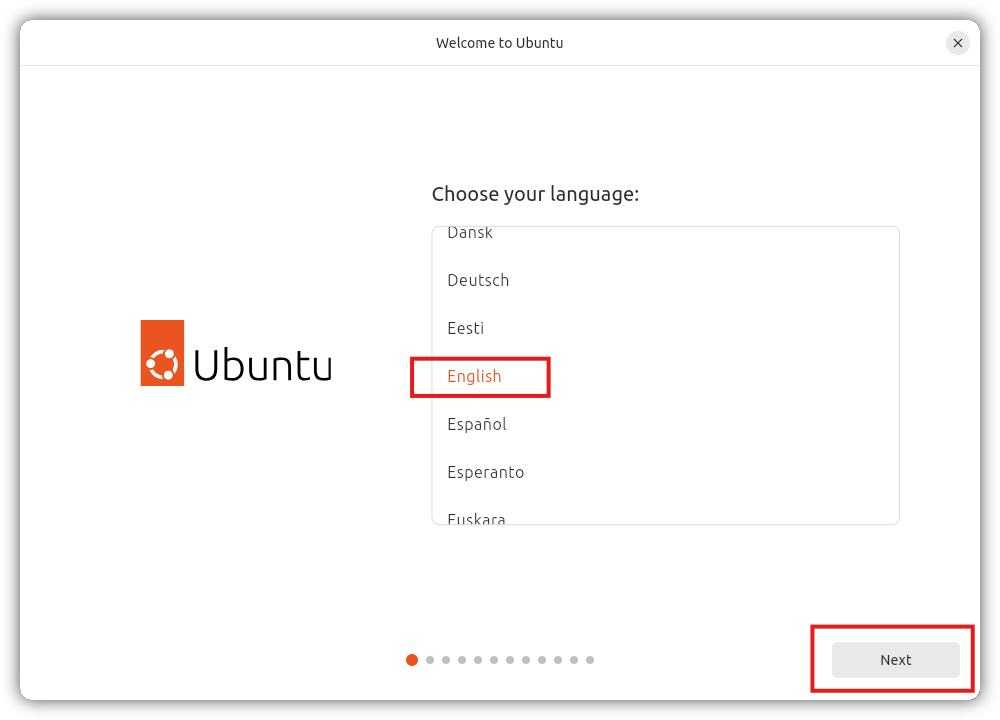 Welcome to Ubuntu
Choose your language:
Dansk
Deutsch
Eesti
English
Español
Esperanto
Euskara
Ubuntu
Next